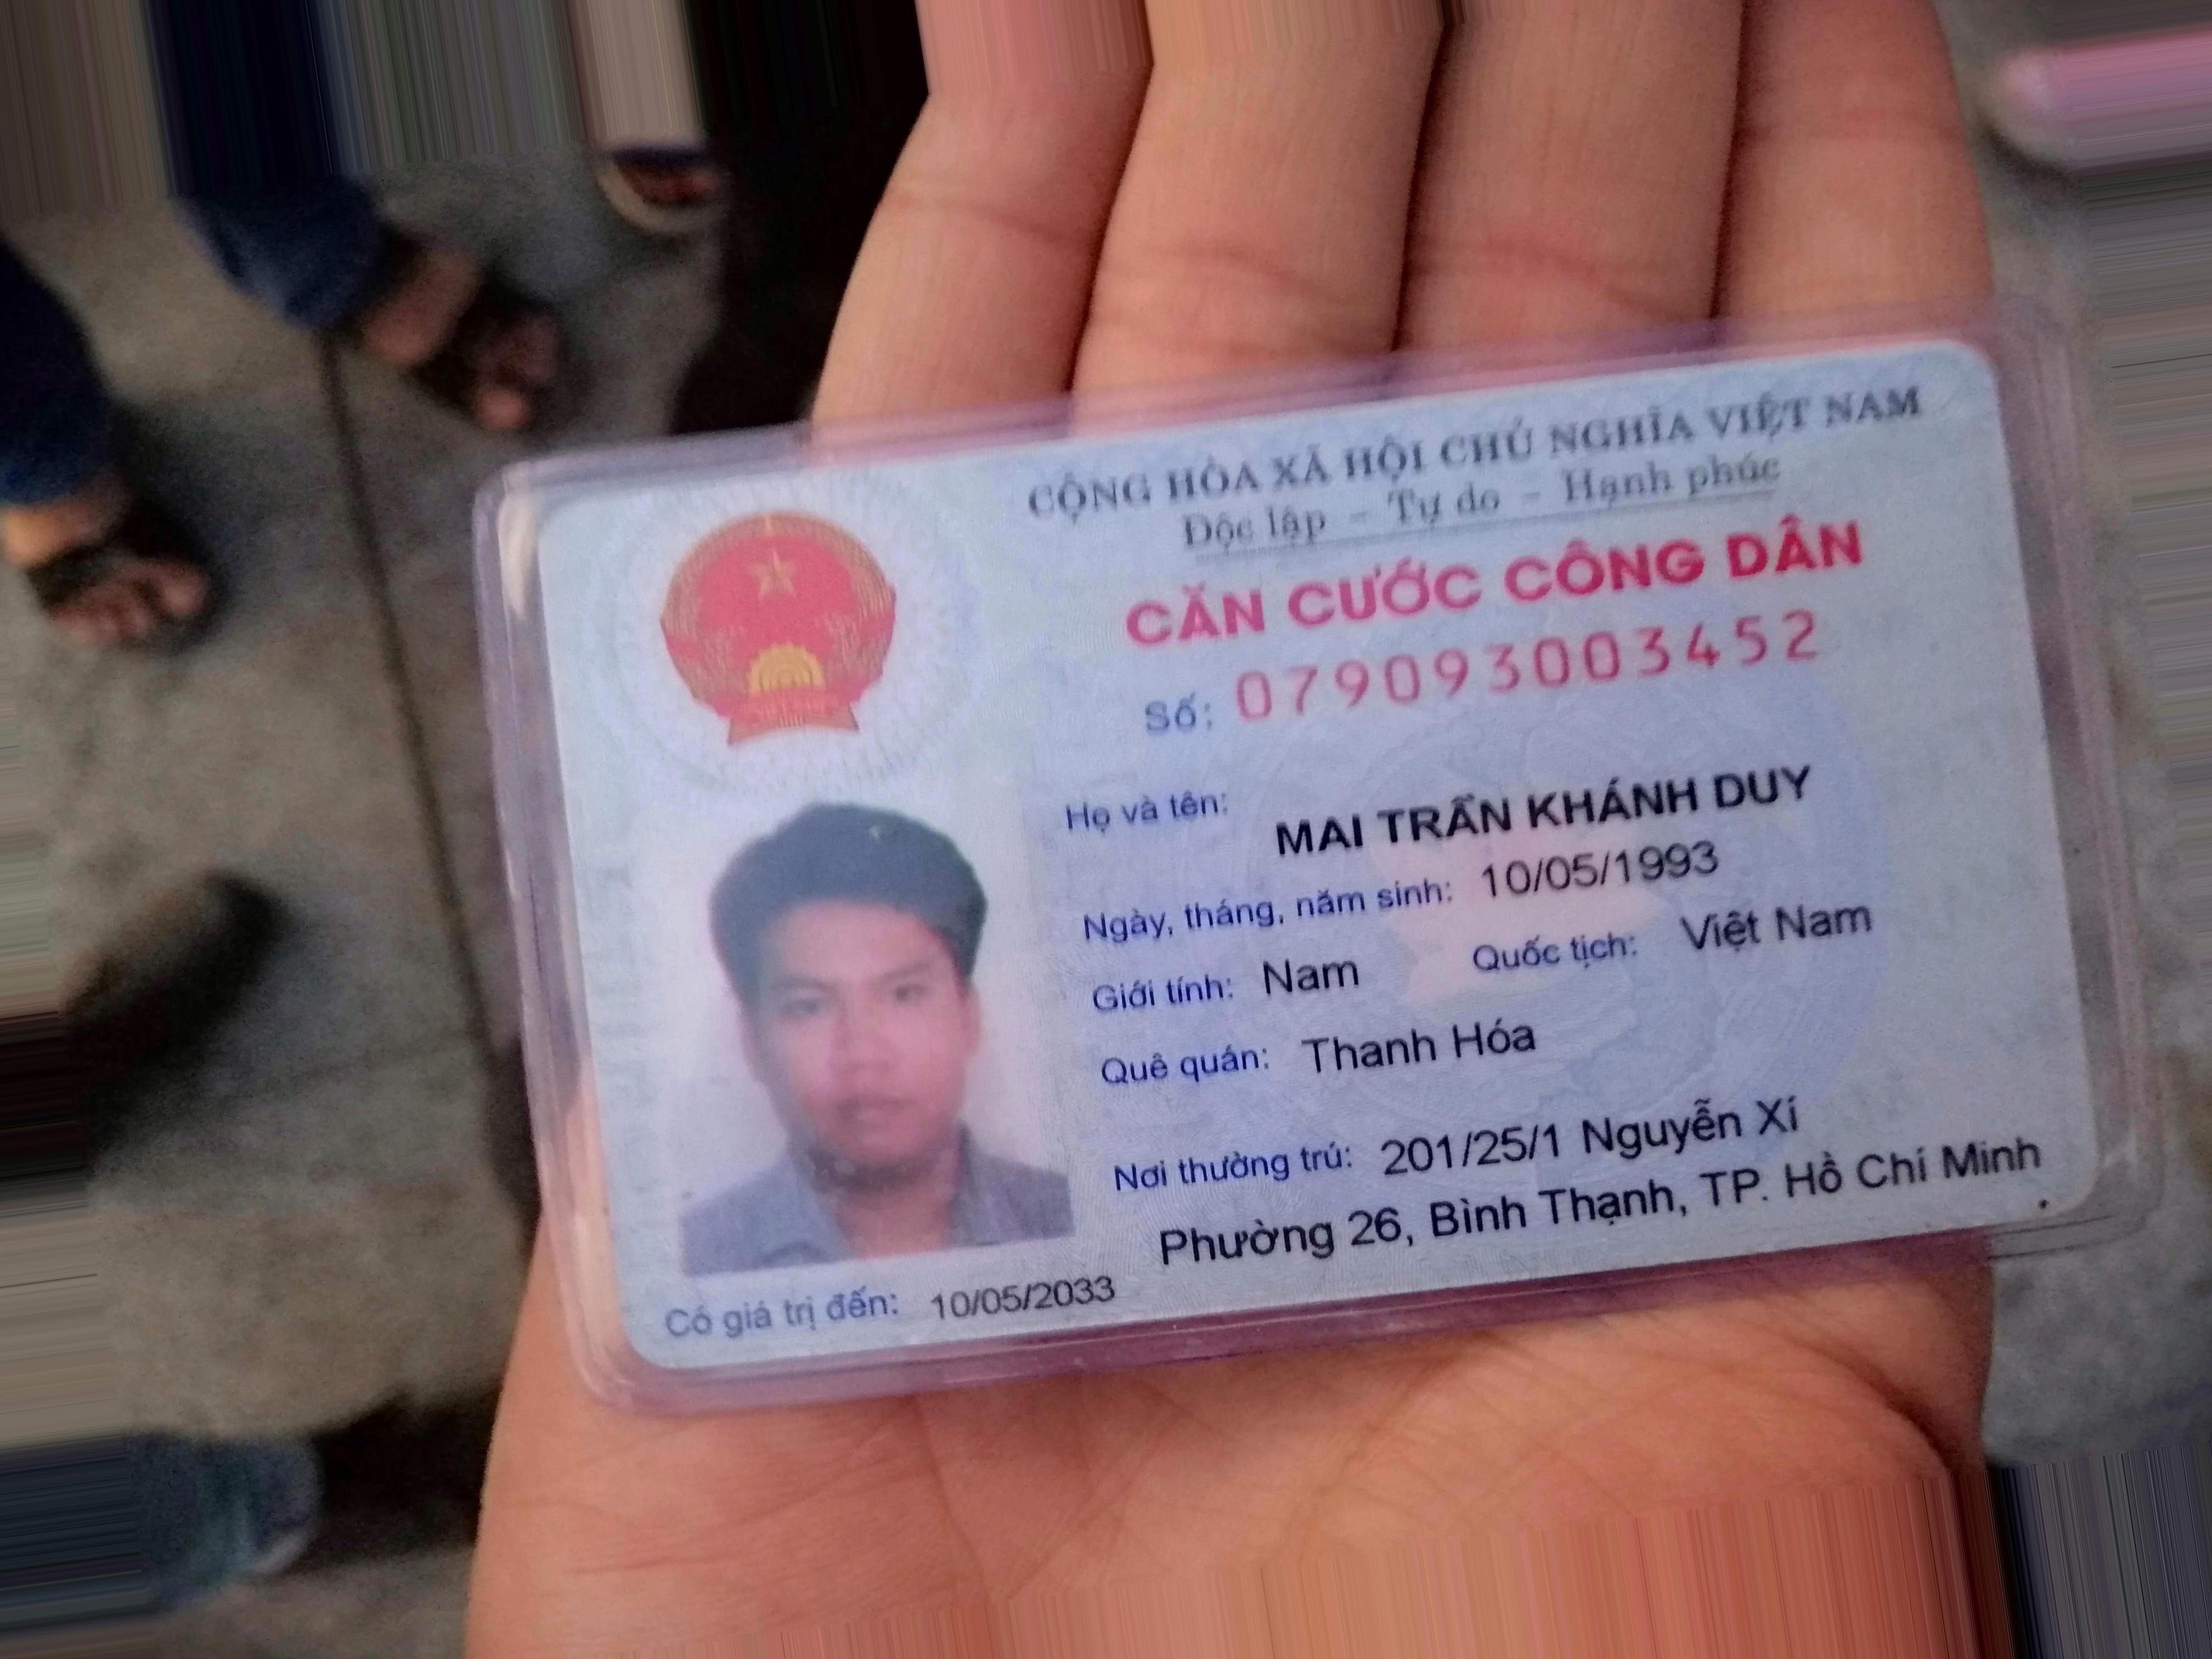 CỘNG HÒA XÃ HỘI CHỦ NGHĨA VIỆT NAM
Độc lập - Tự do - Hạnh phúc
CĂN CƯỚC CÔNG DÂN
Số: 079093003452
Họ và tên: MAI TRẦN KHÁNH DUY
Ngày, tháng, năm sinh: 10/05/1993
Giới tính: Nam Quốc tịch: Việt Nam
Quê quán: Thanh Hóa
Nơi thường trú: 201/25/1 Nguyễn Xí
Phường 26, Bình Thạnh, TP. Hồ Chí Minh
Có giá trị đến: 10/05/2033